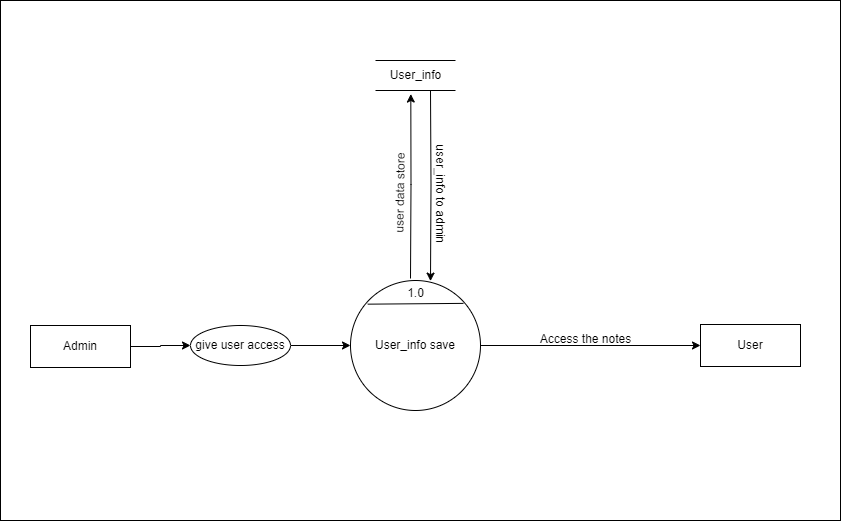 User_info
user data store
user_info to admin
1.0
Admin
give user access
User_info save
Access the notes
User